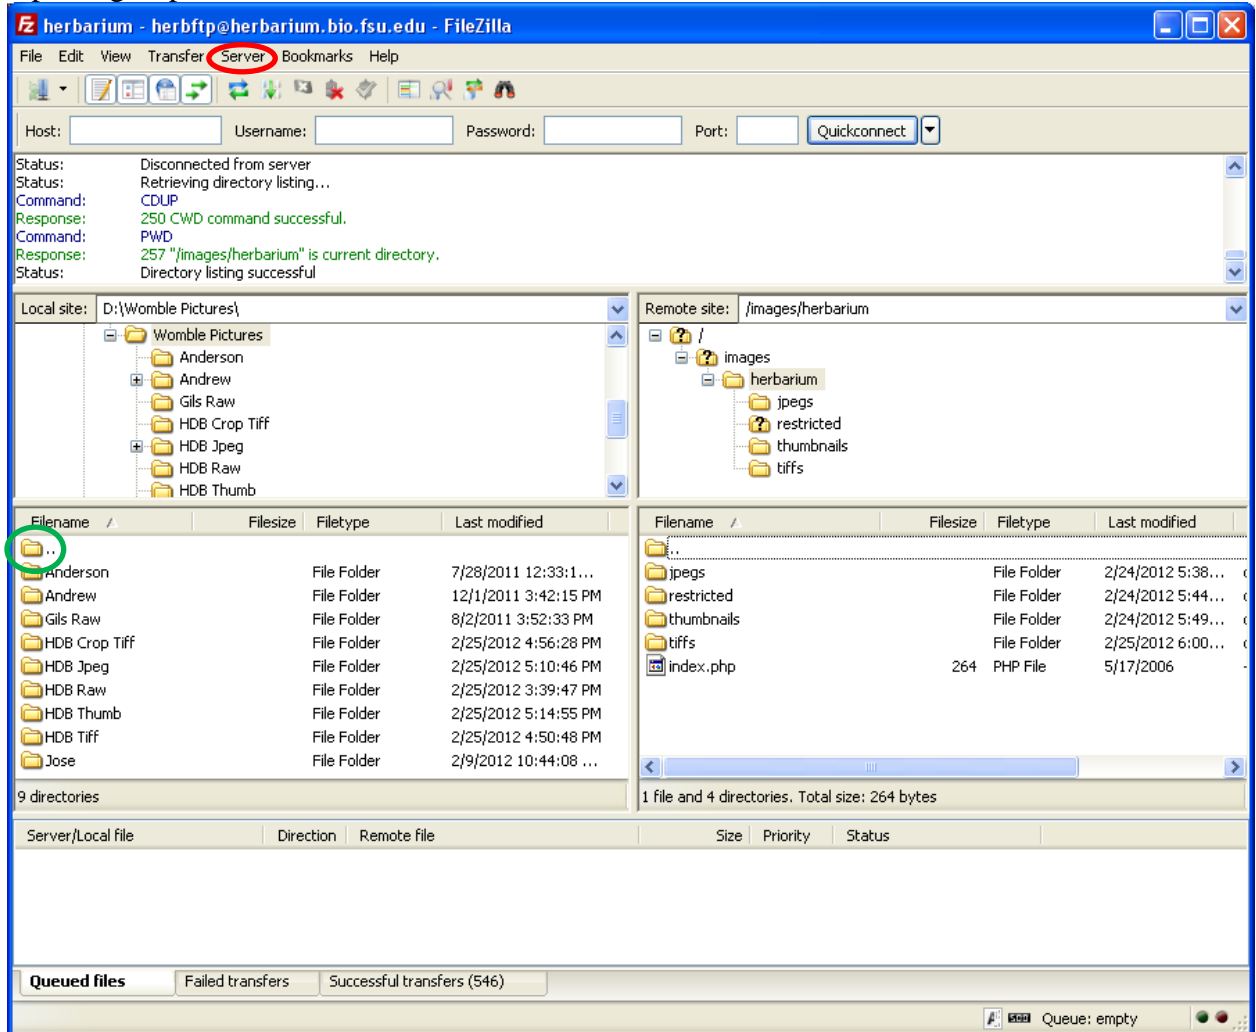 herbarium - herbftp@herbarium.bio.fsu.edu - FileZilla
File Edit View Transfer Server Bookmarks Help
Host: Username: Password: Port: Quickconnect
Status: Disconnected from server
Status: Retrieving directory listing...
Command: CDUP
Response: 250 CWD command successful.
Command: PWD
Response: 257 "/images/herbarium" is current directory.
Status: Directory listing successful
Local site: D:\Womble Pictures\
Womble Pictures
Anderson
Andrew
Gils Raw
HDB Crop Tiff
HDB Jpeg
HDB Raw
HDB Thumb
Remote site: /images/herbarium
/
images
herbarium
jpegs
restricted
thumbnails
tiffs
Filename Filesize Filetype Last modified
..
Anderson File Folder 7/28/2011 12:33:1...
Andrew File Folder 12/1/2011 3:42:15 PM
Gils Raw File Folder 8/2/2011 3:52:33 PM
HDB Crop Tiff File Folder 2/25/2012 4:56:28 PM
HDB Jpeg File Folder 2/25/2012 5:10:46 PM
HDB Raw File Folder 2/25/2012 3:39:47 PM
HDB Thumb File Folder 2/25/2012 5:14:55 PM
HDB Tiff File Folder 2/25/2012 4:50:48 PM
Jose File Folder 2/9/2012 10:44:08 ...
9 directories
Filename Filesize Filetype Last modified
..
jpegs File Folder 2/24/2012 5:38...
restricted File Folder 2/24/2012 5:44...
thumbnails File Folder 2/24/2012 5:49...
tiffs File Folder 2/25/2012 6:00...
index.php 264 PHP File 5/17/2006
1 file and 4 directories. Total size: 264 bytes
Server/Local file Direction Remote file Size Priority Status
Queued files Failed transfers Successful transfers (546)
Queue: empty